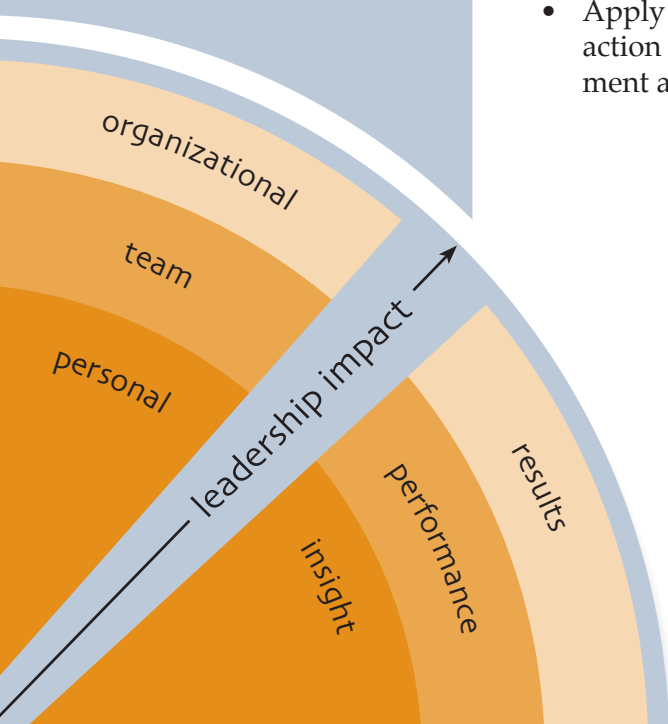 • Apply
action
ment a
organizational
team
personal
leadership impact
results
performance
insight